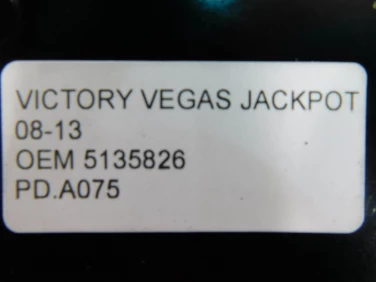 VICTORY VEGAS JACKPOT
08-13
OEM 5135826
PD.A075